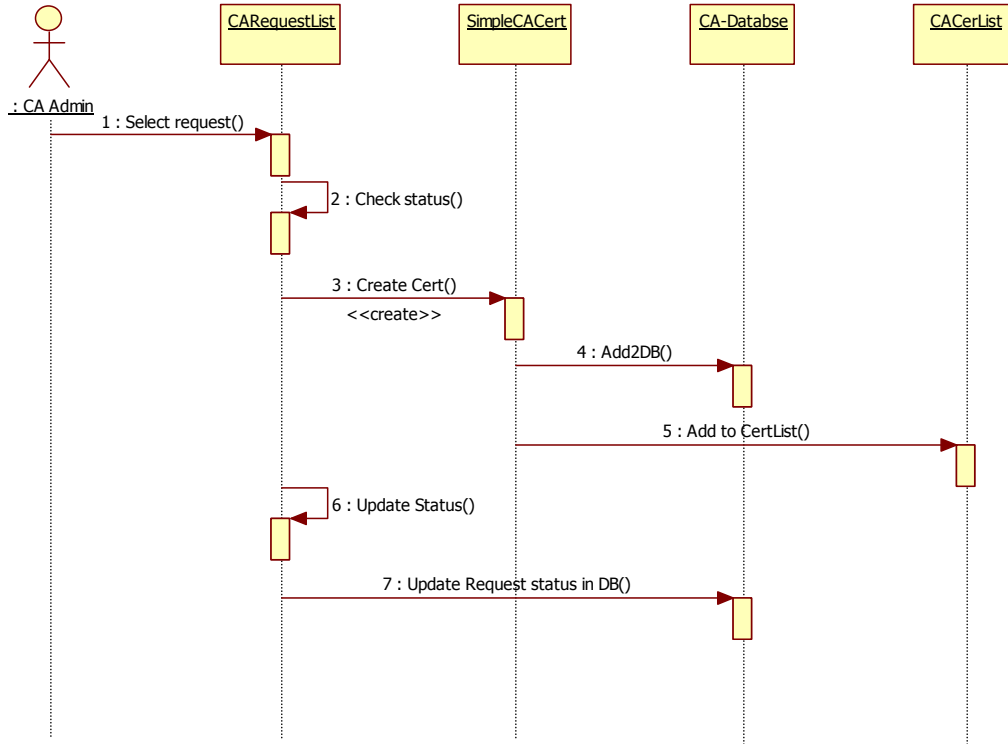 CARequestList
SimpleCACert
CA-Databse
CACerList
: CA Admin
1 : Select request()
2 : Check status()
3 : Create Cert()
<<create>>
4 : Add2DB()
5 : Add to CertList()
6 : Update Status()
7 : Update Request status in DB()